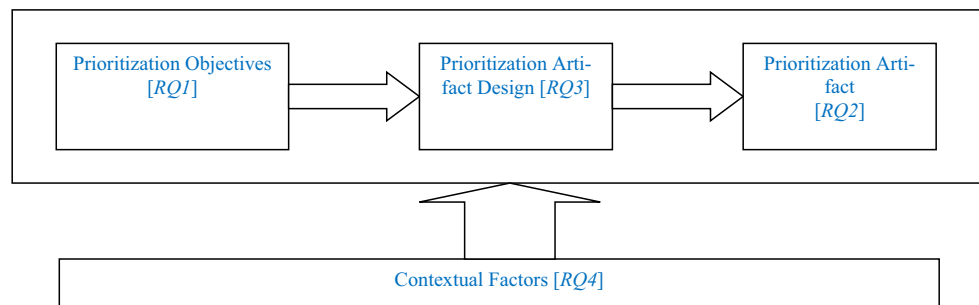 Prioritization Objectives
[RQ1]
Prioritization Arti-
fact Design [RQ3]
Prioritization Arti-
fact
[RQ2]
Contextual Factors [RQ4]